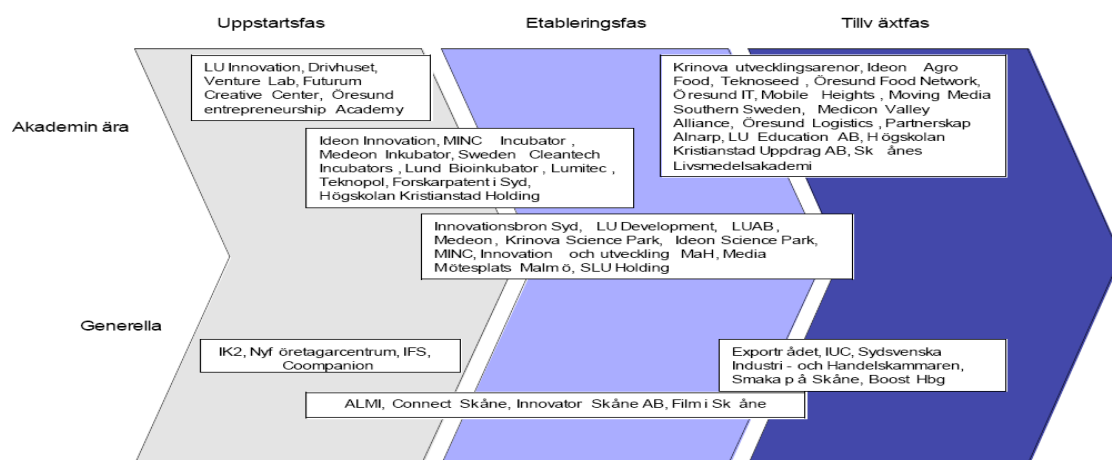 Uppstartsfas
Etableringsfas
Tillv äxtfas
LU Innovation, Drivhuset,
Venture Lab, Futurum
Creative Center, Öresund
entrepreneurship Academy
Krinova utvecklingsarenor, Ideon Agro
Food, Teknoseed , Öresund Food Network,
Öresund IT, Mobile Heights , Moving Media
Southern Sweden, Medicon Valley
Alliance, Öresund Logistics , Partnerskap
Alnarp, LU Education AB, Högskolan
Kristianstad Uppdrag AB, Sk ånes
Livsmedelsakademi
Akademin ära
Ideon Innovation, MINC Incubator ,
Medeon Inkubator, Sweden Cleantech
Incubators , Lund Bioinkubator , Lumitec ,
Teknopol, Forskarpatent i Syd,
Högskolan Kristianstad Holding
Innovationsbron Syd, LU Development, LUAB ,
Medeon , Krinova Science Park, Ideon Science Park,
MINC, Innovation och utveckling MaH, Media
Mötesplats Malm ö, SLU Holding
Generella
IK2, Nyf öretagarcentrum, IFS,
Coompanion
Exportr ådet, IUC, Sydsvenska
Industri - och Handelskammaren,
Smaka p å Skåne, Boost Hbg
ALMI, Connect Skåne, Innovator Skåne AB, Film i Sk åne